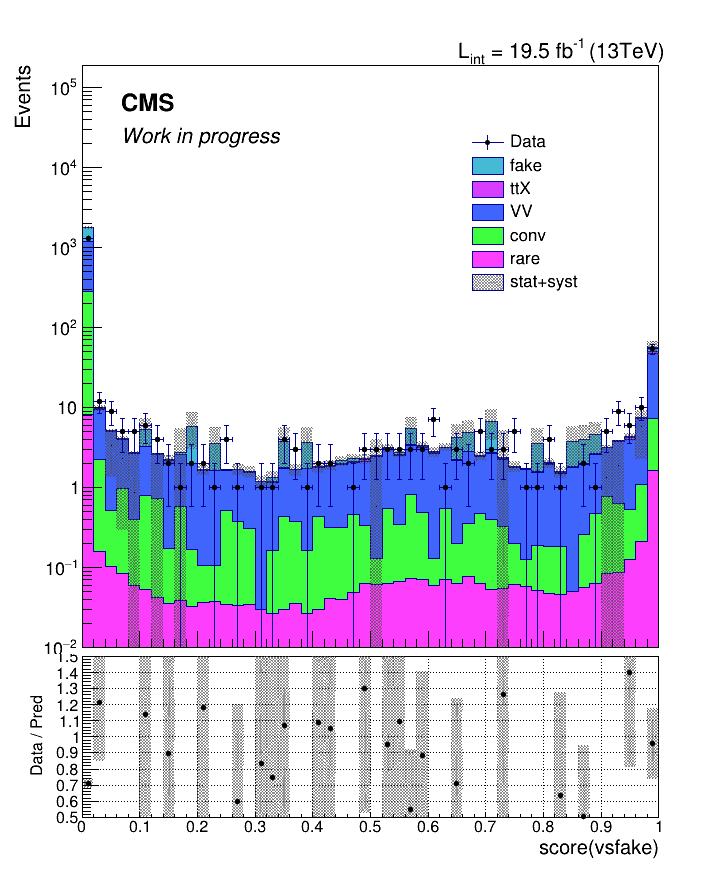 L_int = 19.5 fb^-1 (13TeV)
Events
CMS
Work in progress
Data
fake
ttX
VV
conv
rare
stat+syst
10^5
10^4
10^3
10^2
10
1
10^−1
10^−2
Data / Pred
1.5
1.4
1.3
1.2
1.1
1
0.9
0.8
0.7
0.6
0.5
0 0.1 0.2 0.3 0.4 0.5 0.6 0.7 0.8 0.9 1
score(vsfake)